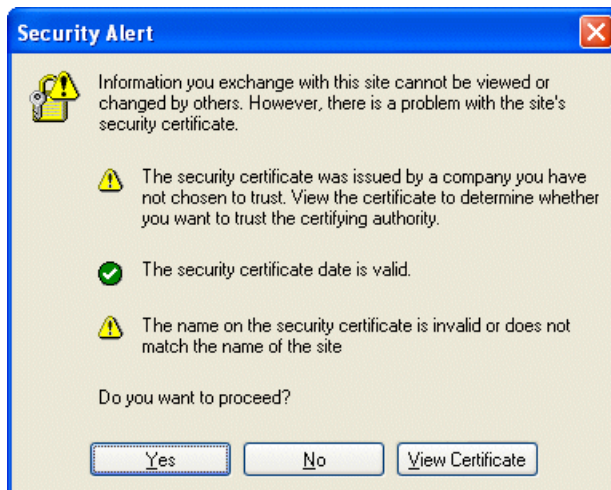 Security Alert
Information you exchange with this site cannot be viewed or
changed by others. However, there is a problem with the site's
security certificate.
The security certificate was issued by a company you have
not chosen to trust. View the certificate to determine whether
you want to trust the certifying authority.
The security certificate date is valid.
The name on the security certificate is invalid or does not
match the name of the site
Do you want to proceed?
Yes No View Certificate